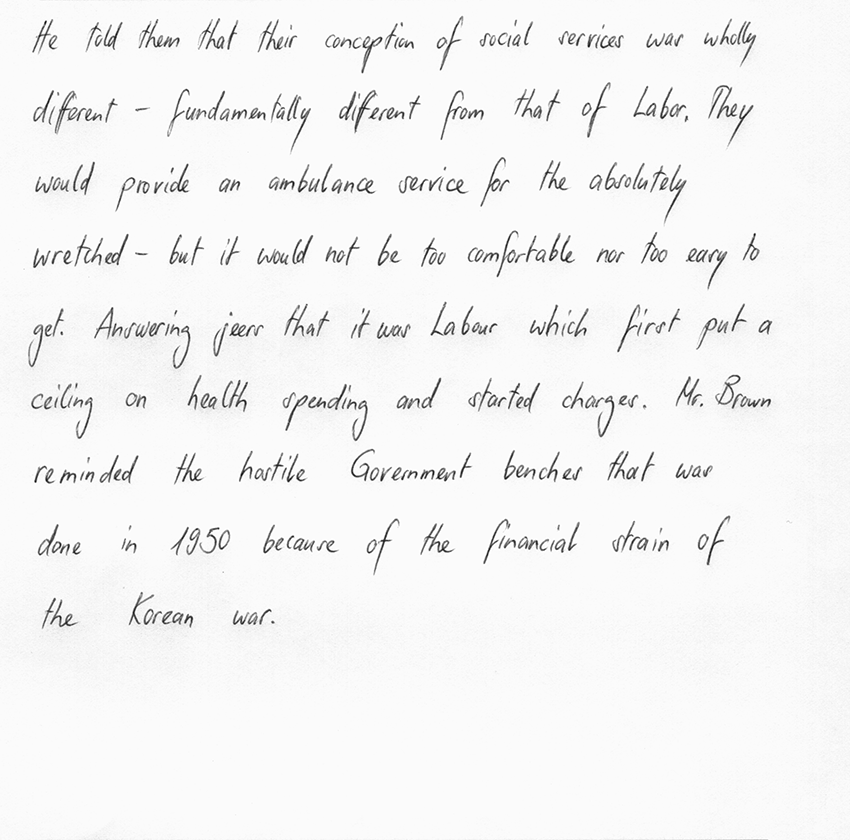 He told them that their conception of social services was wholly
different - fundamentally different from that of Labor. They
would provide an ambulance service for the absolutely
wretched - but it would not be too comfortable nor too easy to
get. Answering jeers that it was Labour which first put a
ceiling on health spending and started charges. Mr. Brown
reminded the hostile Government benches that was
done in 1950 because of the financial strain of
the Korean war.